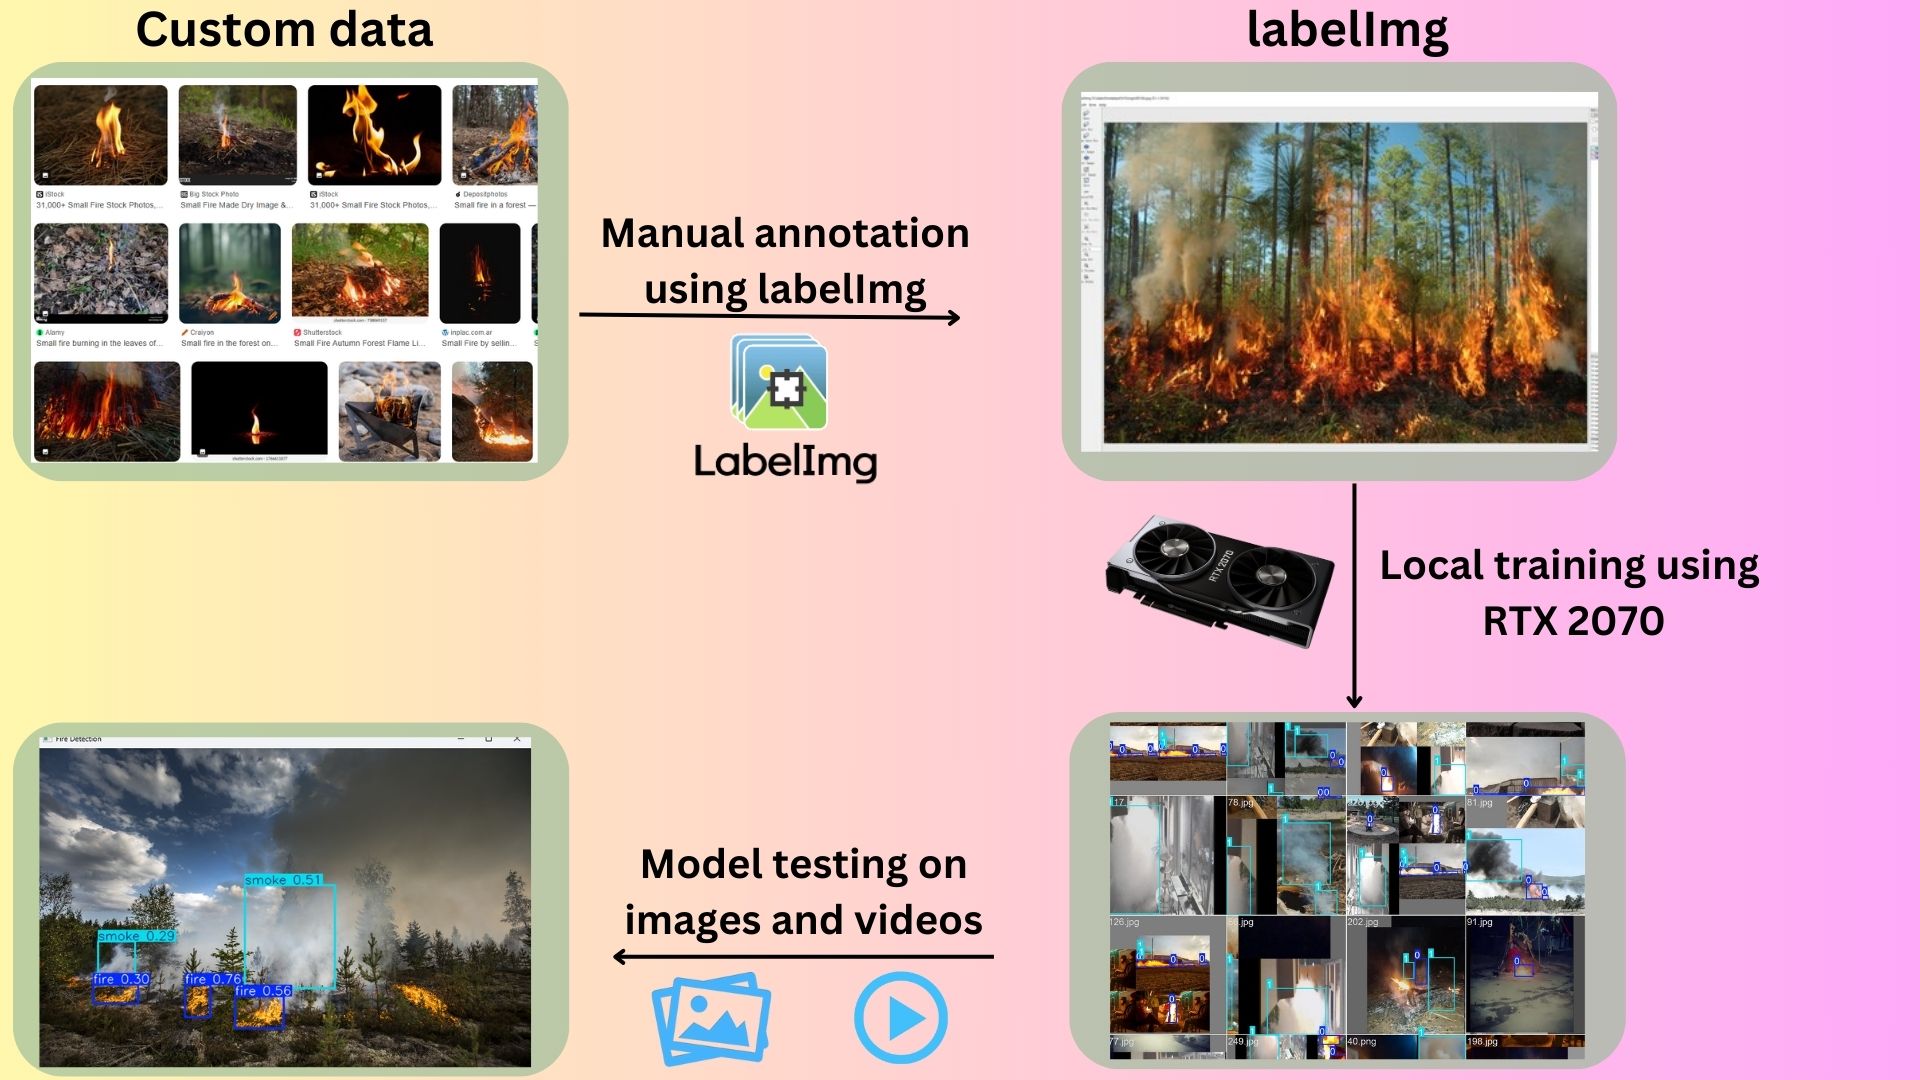 Custom data
labelImg
iStock
31,000+ Small Fire Stock Photos,...
Big Stock Photo
Small Fire Made Dry Image &...
iStock
31,000+ Small Fire Stock Photos,...
Depositphotos
Small fire in a forest —
Alamy
Small fire burning in the leaves of...
Craiyon
Small fire in the forest on...
Shutterstock
Small Fire Autumn Forest Flame Li...
inplac.com.ar
Small Fire by sellin...
Manual annotation
using labelImg
LabelImg
RTX 2070
Local training using
RTX 2070
Fire Detection
smoke 0.51
smoke 0.29
fire 0.30
fire 0.76
fire 0.56
Model testing on
images and videos
78.jpg
81.jpg
126.jpg
202.jpg
91.jpg
77.jpg
249.jpg
40.png
198.jpg